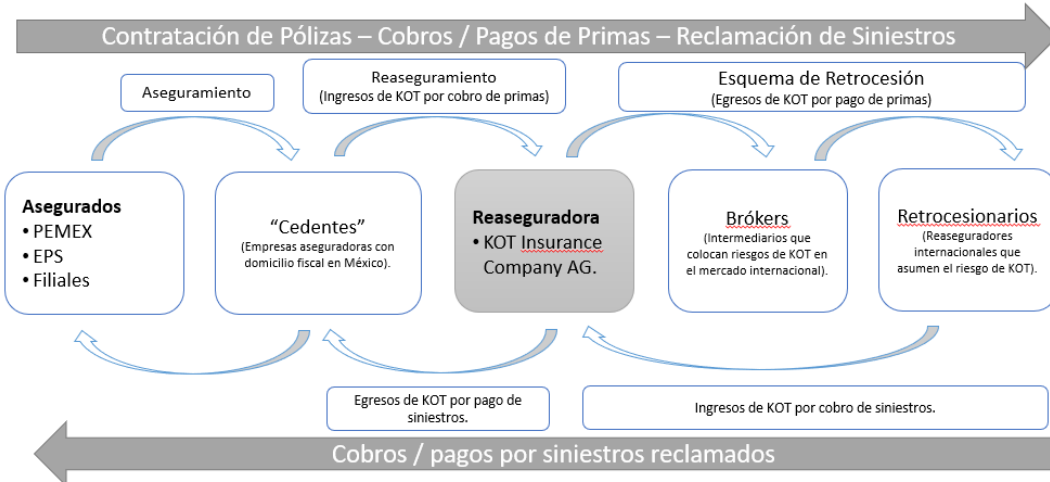 Contratación de Pólizas – Cobros / Pagos de Primas – Reclamación de Siniestros
Aseguramiento
Reaseguramiento
(Ingresos de KOT por cobro de primas)
Esquema de Retrocesión
(Egresos de KOT por pago de primas)
Asegurados
• PEMEX
• EPS
• Filiales
“Cedentes”
(Empresas aseguradoras con
domicilio fiscal en México).
Reaseguradora
• KOT Insurance
Company AG.
Brókers
(Intermediarios que
colocan riesgos de KOT en
el mercado internacional).
Retrocesionarios
(Reaseguradores
internacionales que
asumen el riesgo de KOT).
Egresos de KOT por pago de
siniestros.
Ingresos de KOT por cobro de siniestros.
Cobros / pagos por siniestros reclamados